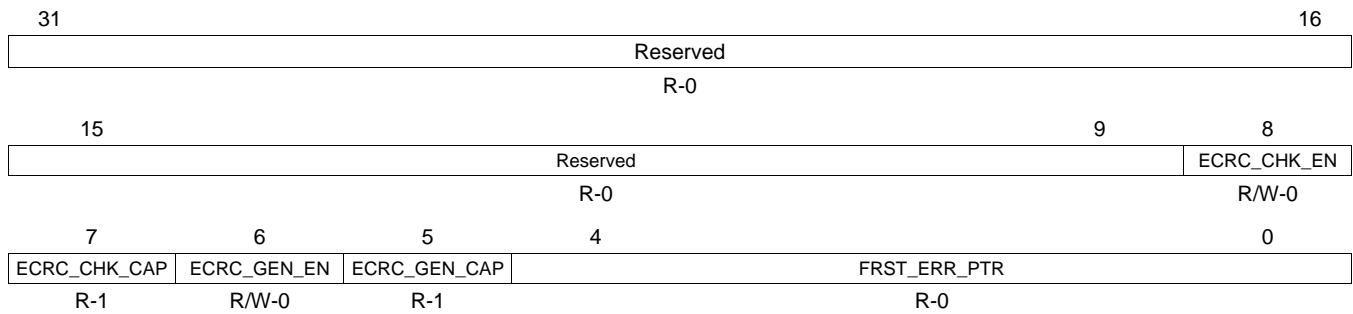 31 16
Reserved
R-0
15 9 8
Reserved ECRC_CHK_EN
R-0 R/W-0
7 6 5 4 0
ECRC_CHK_CAP ECRC_GEN_EN ECRC_GEN_CAP FRST_ERR_PTR
R-1 R/W-0 R-1 R-0